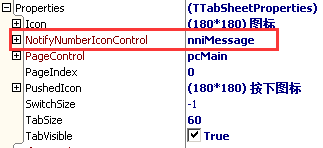 Properties (TTabSheetProperties)
Icon (180*180) 图标
NotifyNumberIconControl nniMessage
PageControl pcMain
PageIndex 0
PushedIcon (180*180) 按下图标
SwitchSize -1
TabSize 60
TabVisible True